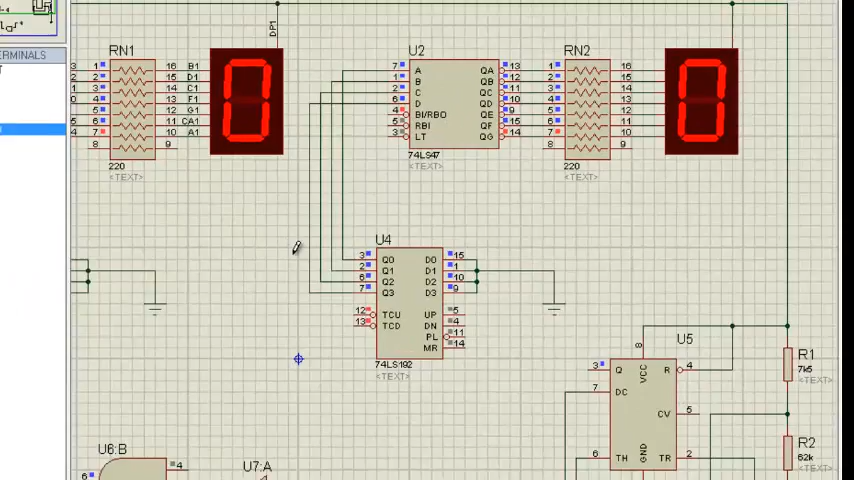 TERMINALS
DP1
RN1
U2
RN2
3 1 16 B1
1 2 15 D1
2 3 14 C1
0 4 13 F1
5 12 G1
5 6 11 CA1
4 7 10 A1
8 9
220
<TEXT>
7 A QA 13 1 16
1 B QB 12 2 15
2 C QC 11 3 14
6 D QD 10 4 13
4 BI/RBO QE 9 5 12
5 RBI QF 15 6 11
3 LT QG 14 7 10
8 9
74LS47
<TEXT>
220
<TEXT>
U4
3 Q0 D0 15
2 Q1 D1 1
6 Q2 D2 10
7 Q3 D3 9
12 TCU UP 5
13 TCD DN 4
PL 11
MR 14
74LS192
<TEXT>
U5
8
3 Q VCC R 4
7 DC
CV 5
6 TH GND TR 2
R1
7k5
<TEXT>
R2
62k
<TEXT>
U6:B
4
6
U7:A